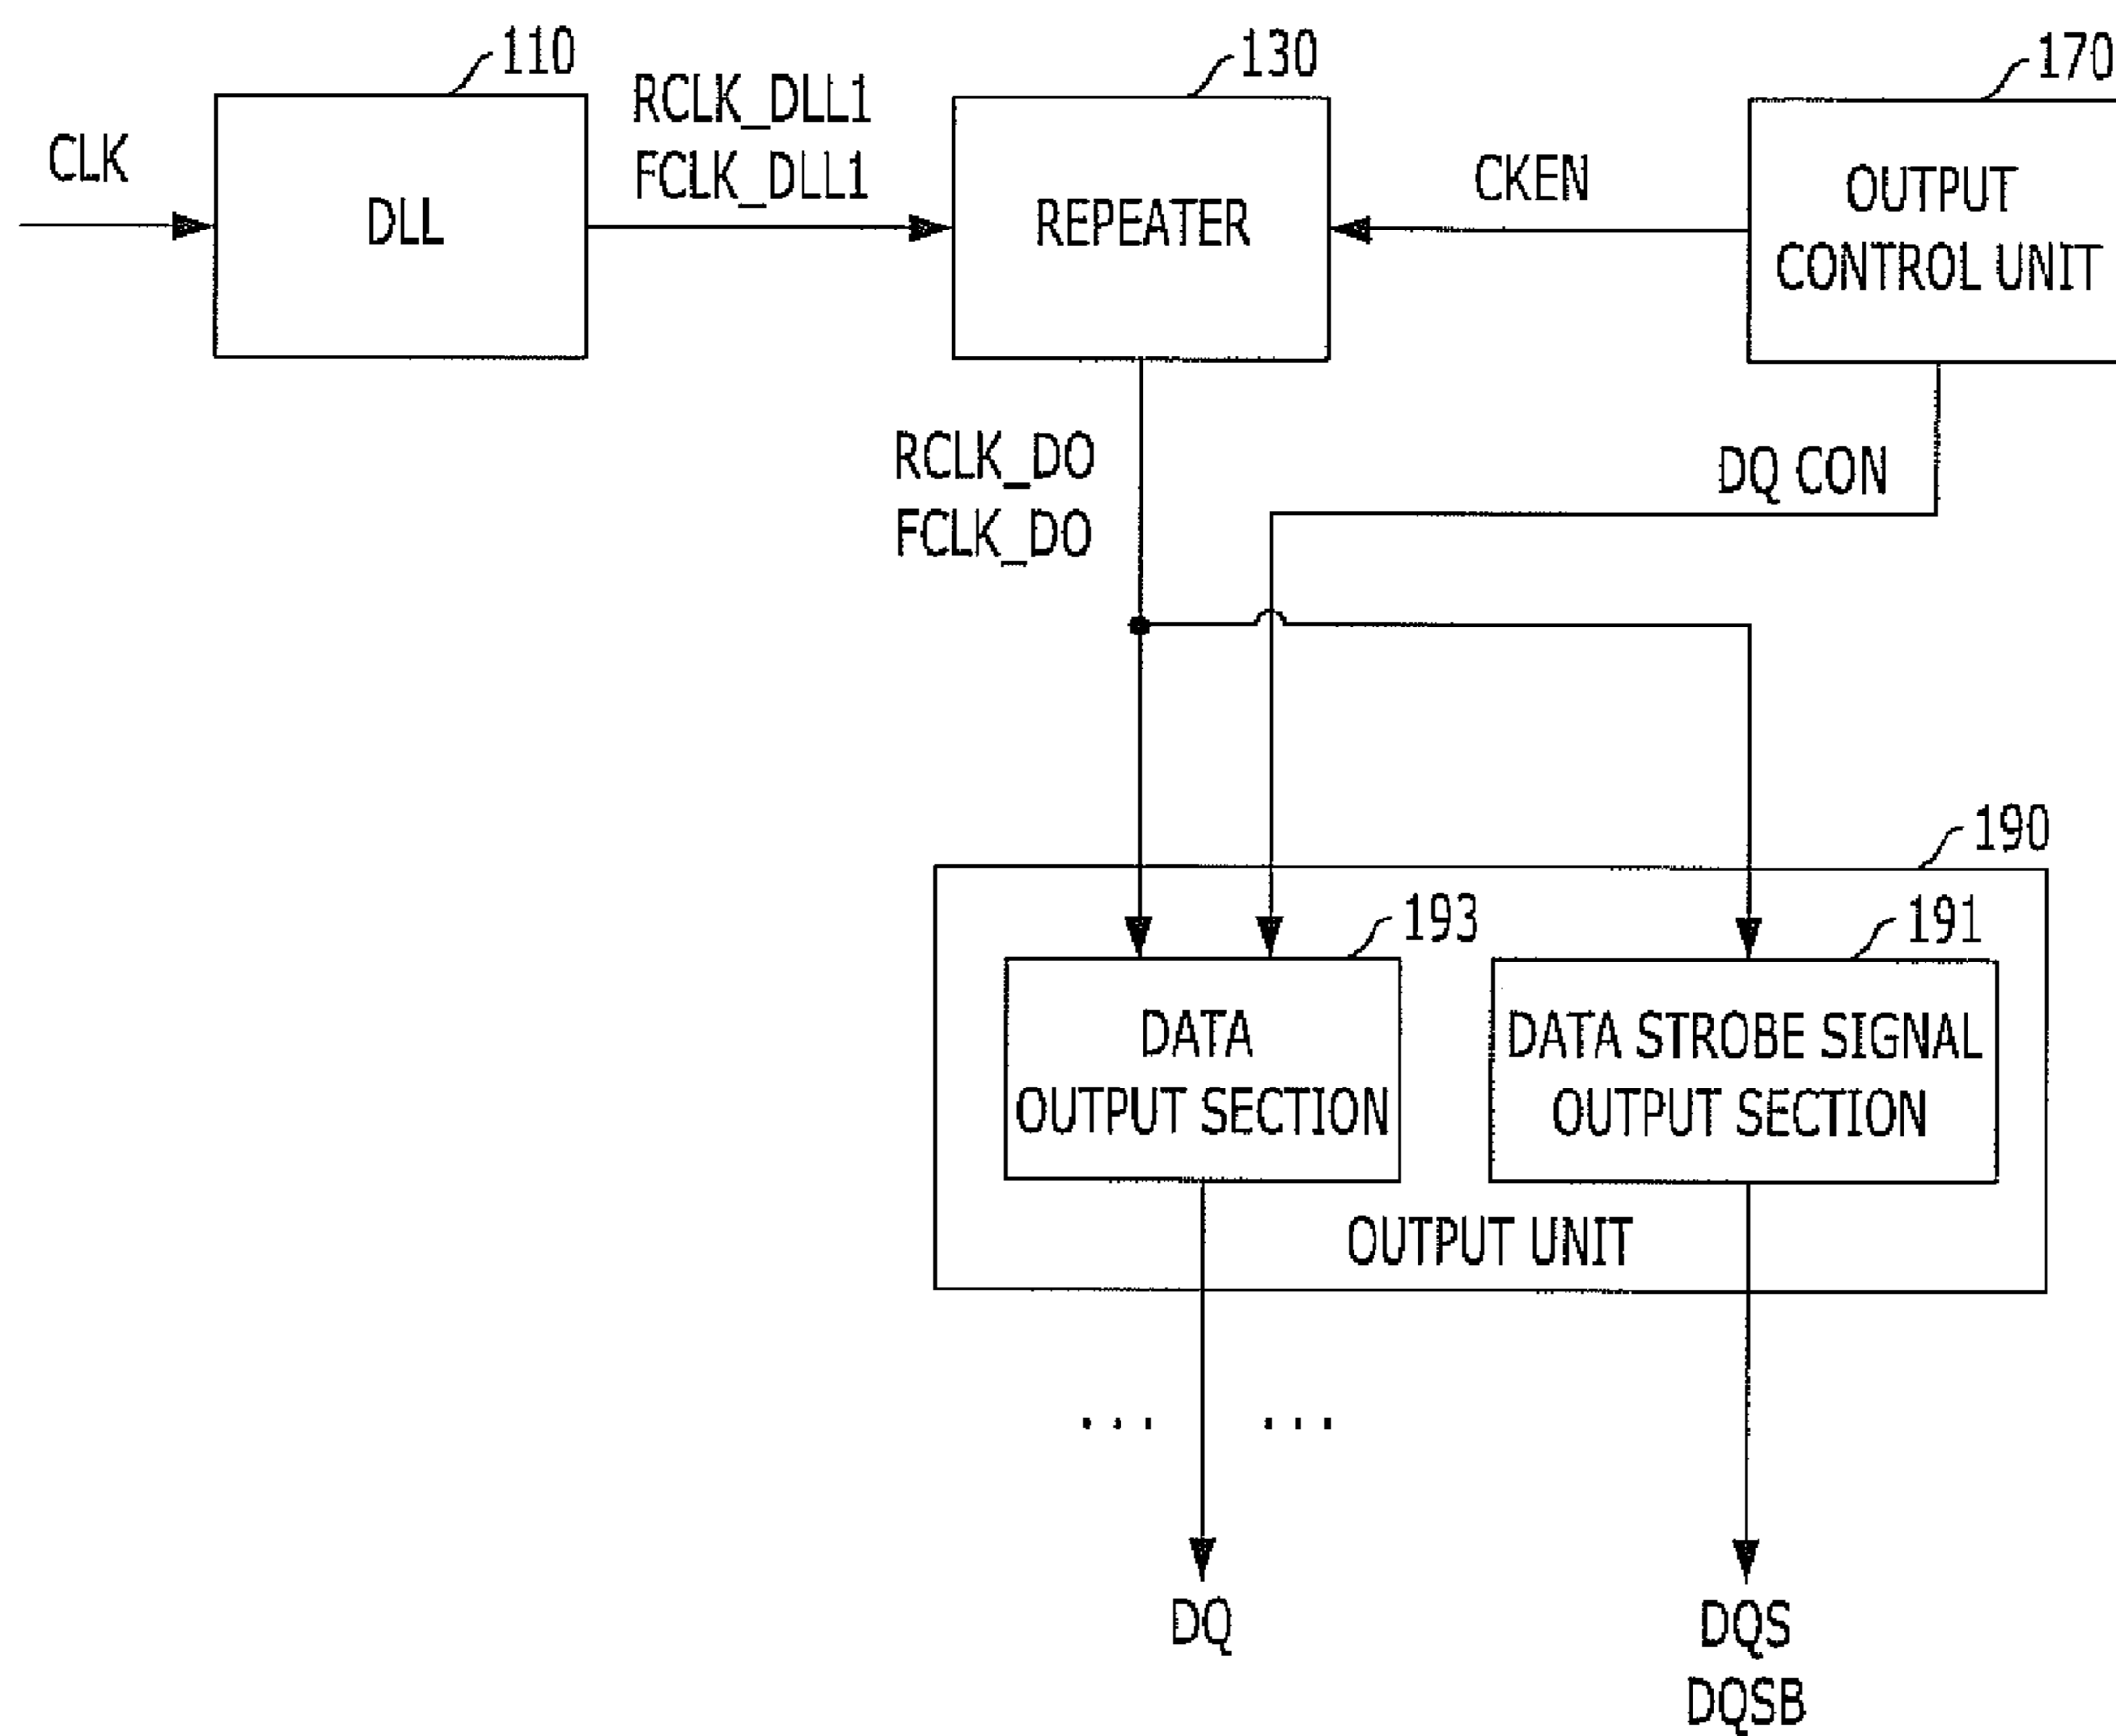 110
RCLK_DLL1
FCLK_DLL1
130
170
CLK
DLL
REPEATER
CKEN
OUTPUT
CONTROL UNIT
RCLK_DO
FCLK_DO
DQ CON
190
193
191
DATA
OUTPUT SECTION
DATA STROBE SIGNAL
OUTPUT SECTION
OUTPUT UNIT
... ...
DQ
DQS
DQSB